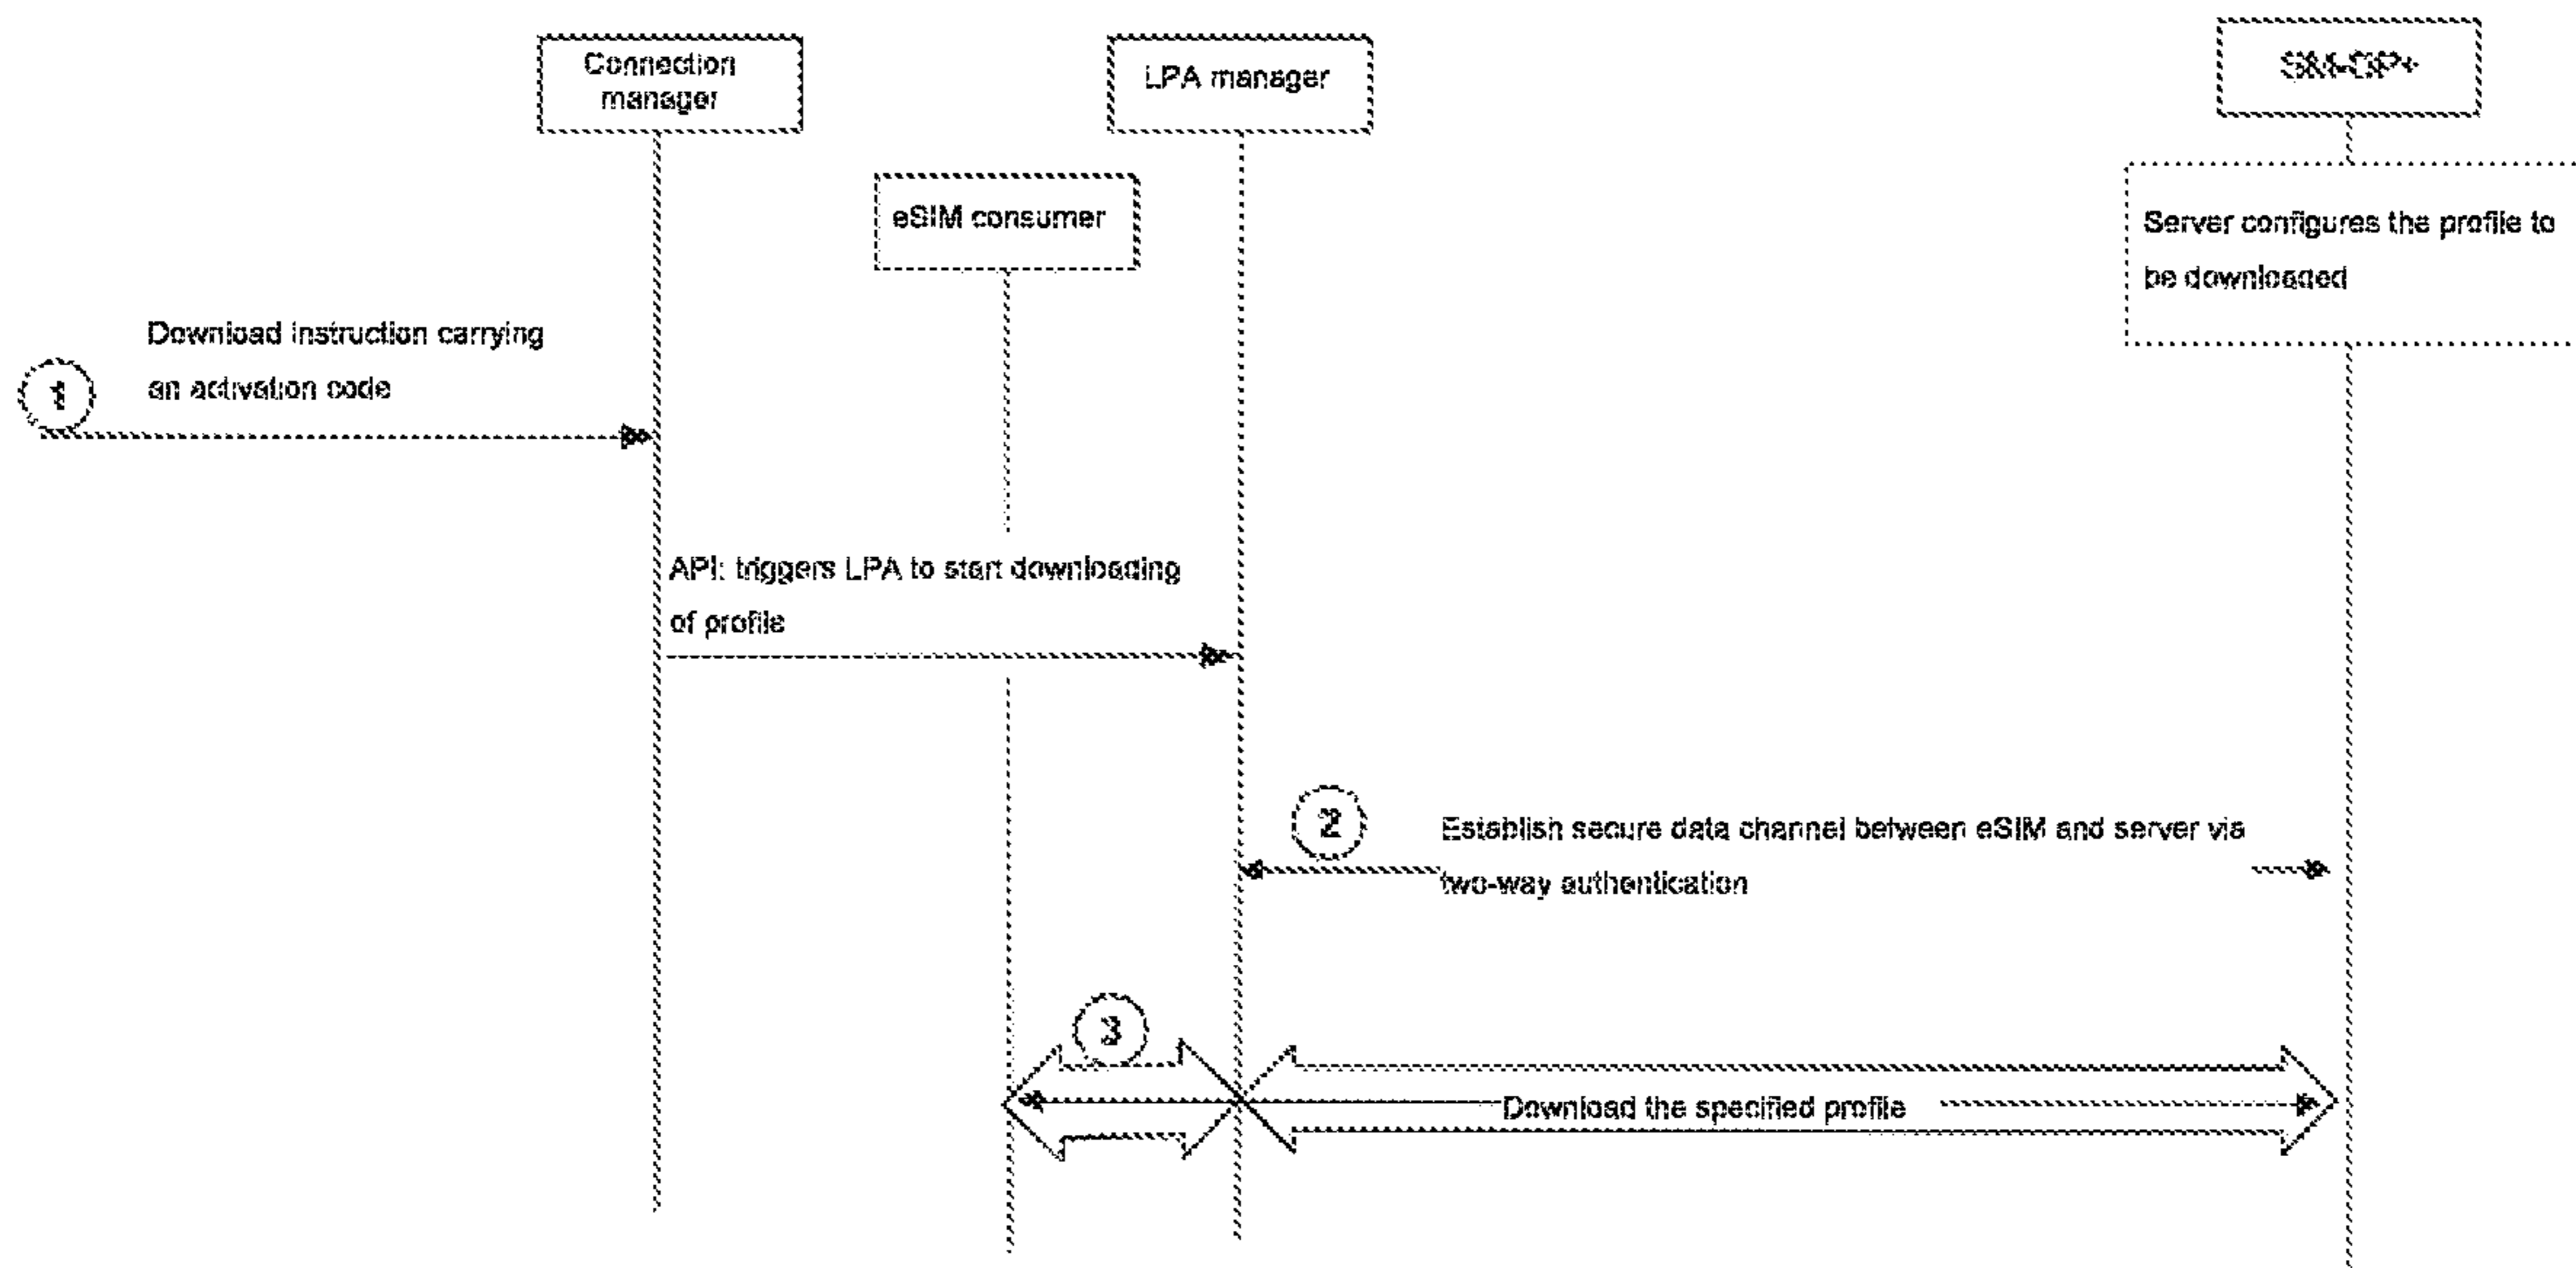 Connection
manager
LPA manager
eSIM consumer
Server configures the profile to
be downloaded
Download instruction carrying
an activation code
1
API: triggers LPA to start downloading
of profile
2
Establish secure data channel between eSIM and server via
two-way authentication
3
Download the specified profile